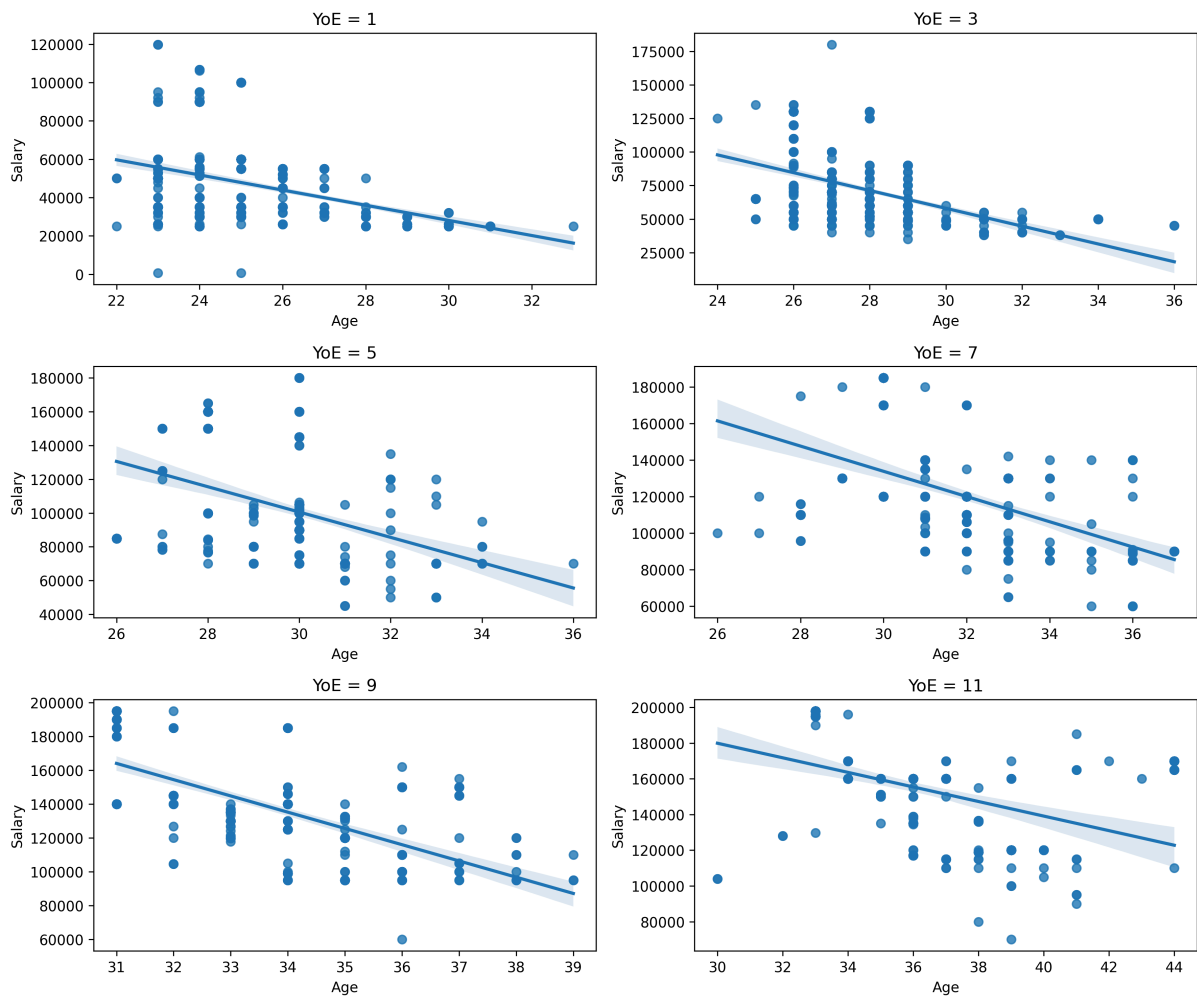 YoE = 1
120000
100000
80000
60000
40000
20000
0
Salary
22 24 26 28 30 32
Age
YoE = 3
175000
150000
125000
100000
75000
50000
25000
Salary
24 26 28 30 32 34 36
Age
YoE = 5
180000
160000
140000
120000
100000
80000
60000
40000
Salary
26 28 30 32 34 36
Age
YoE = 7
180000
160000
140000
120000
100000
80000
60000
Salary
26 28 30 32 34 36
Age
YoE = 9
200000
180000
160000
140000
120000
100000
80000
60000
Salary
31 32 33 34 35 36 37 38 39
Age
YoE = 11
200000
180000
160000
140000
120000
100000
80000
Salary
30 32 34 36 38 40 42 44
Age